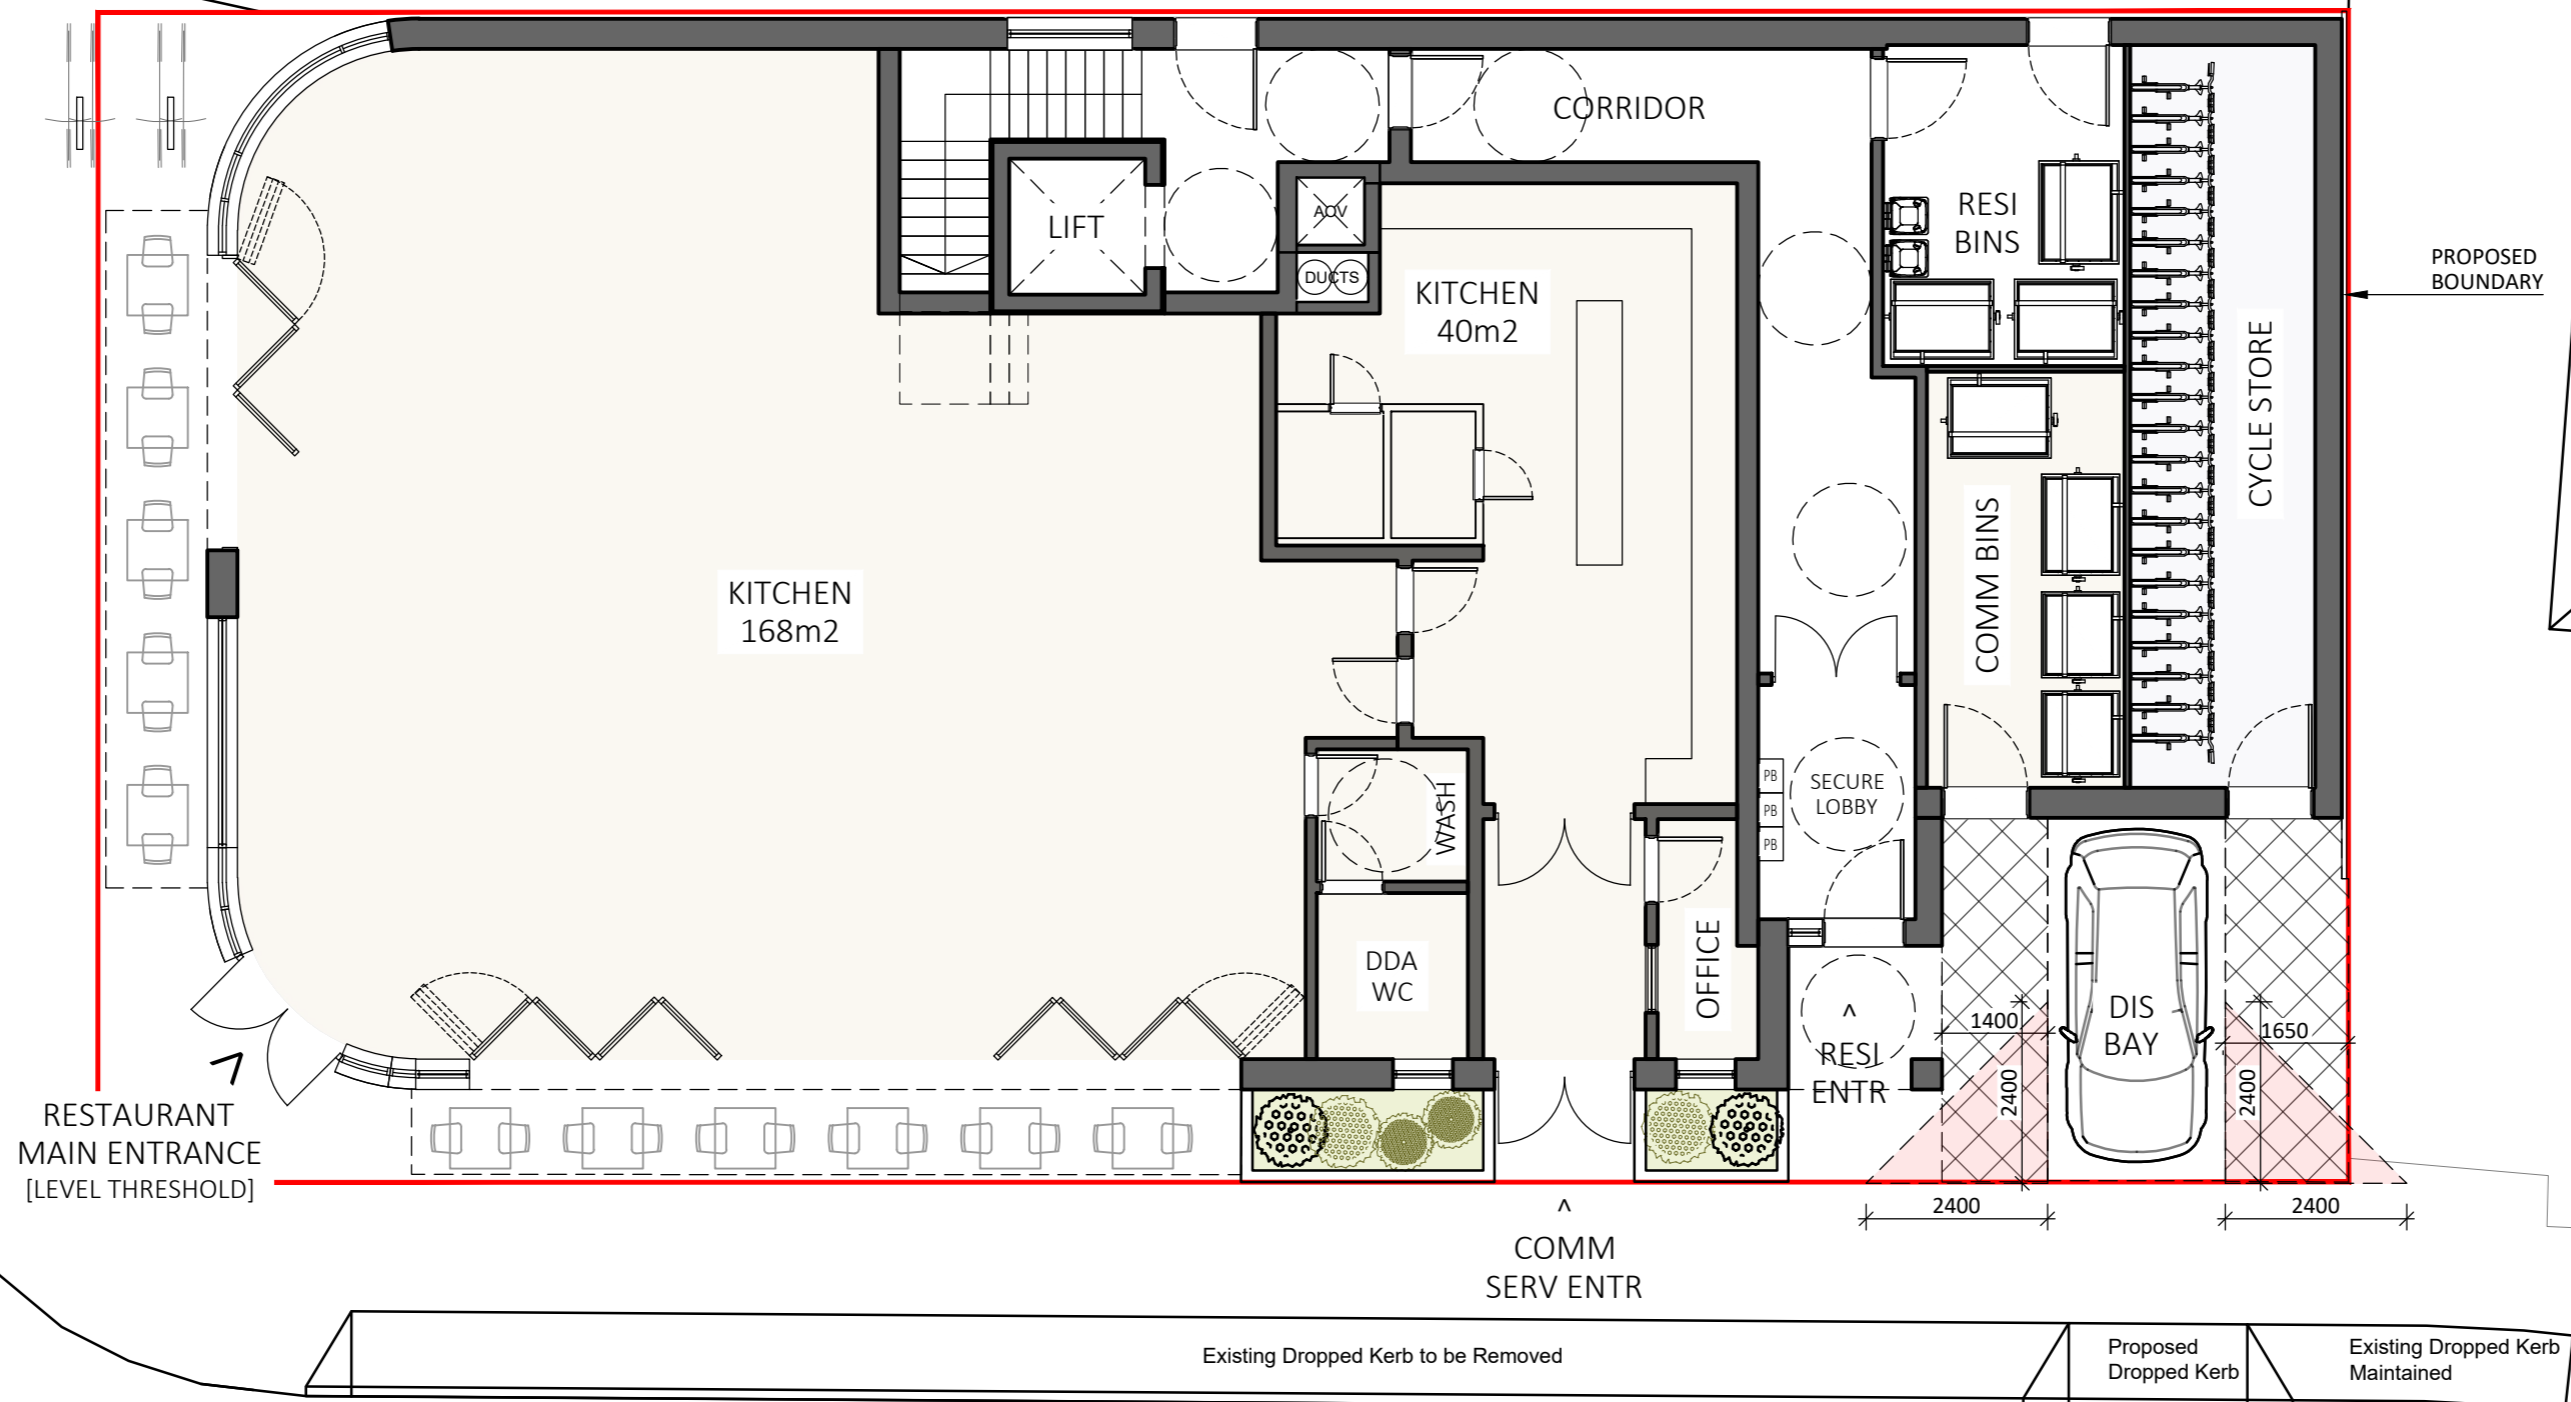 CORRIDOR
LIFT
AOV
DUCTS
RESI
BINS
KITCHEN
40m2
PROPOSED
BOUNDARY
CYCLE STORE
COMM BINS
KITCHEN
168m2
WASH
PB
PB
PB
SECURE
LOBBY
DDA
WC
OFFICE
^
RESI
ENTR
DIS
BAY
1400
1650
2400
2400
2400
2400
RESTAURANT
MAIN ENTRANCE
[LEVEL THRESHOLD]
^
COMM
SERV ENTR
Existing Dropped Kerb to be Removed
Proposed
Dropped Kerb
Existing Dropped Kerb
Maintained